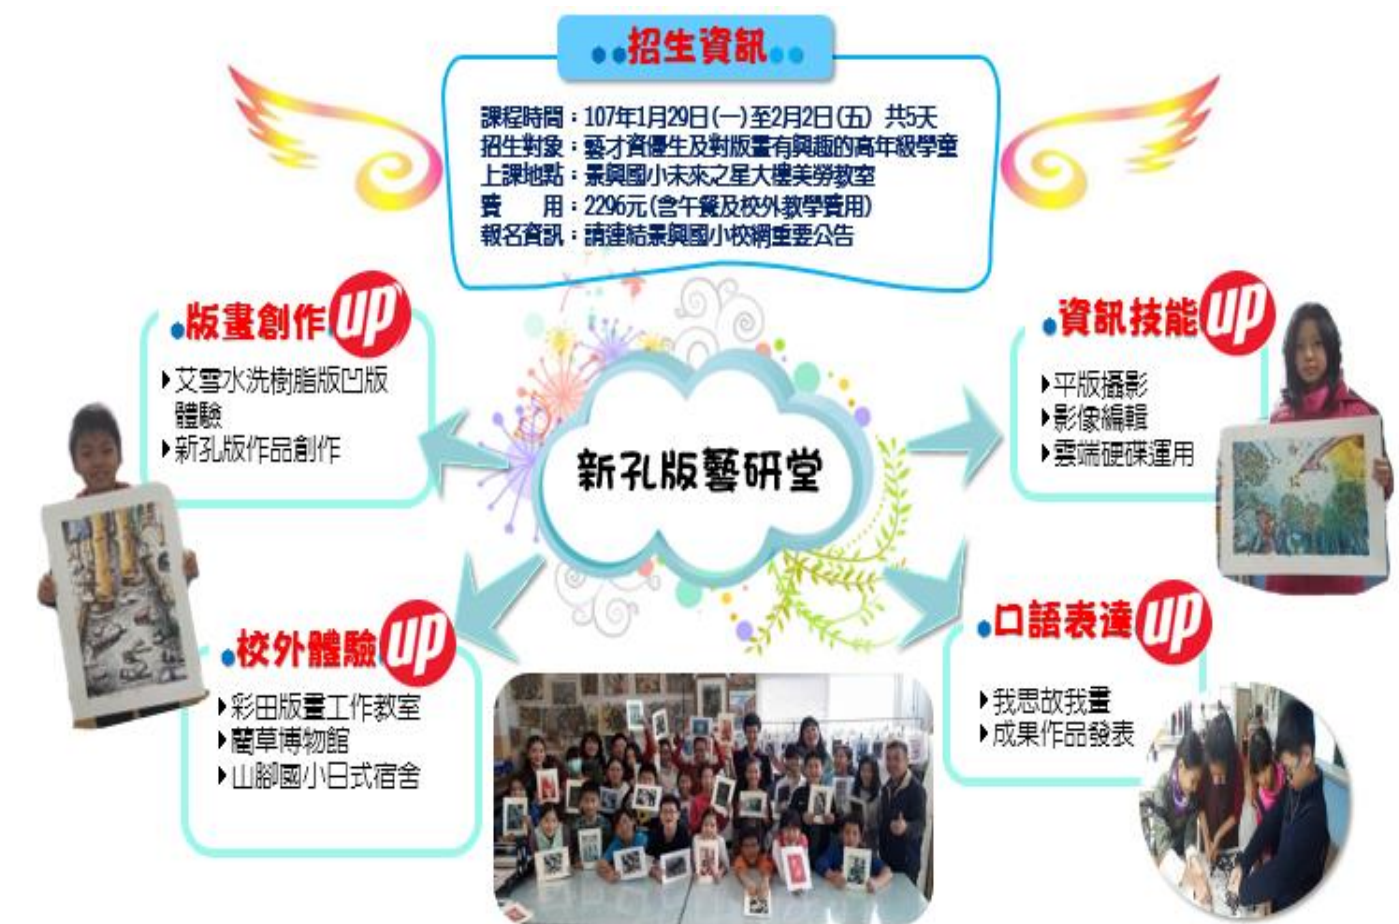 招生資訊
課程時間：107年1月29日(一)至2月2日(五) 共5天
招生對象：藝才資優生及對版畫有興趣的高年級學童
上課地點：景興國小未來之星大樓美勞教室
費　　用：2296元(含午餐及校外教學費用)
報名資訊：請連結景興國小校網重要公告
版畫創作 UP
艾雪水洗樹脂版凹版
體驗
新孔版作品創作
資訊技能 UP
平版攝影
影像編輯
雲端硬碟運用
新孔版藝研堂
校外體驗 UP
彩田版畫工作教室
藺草博物館
山腳國小日式宿舍
口語表達 UP
我思故我畫
成果作品發表